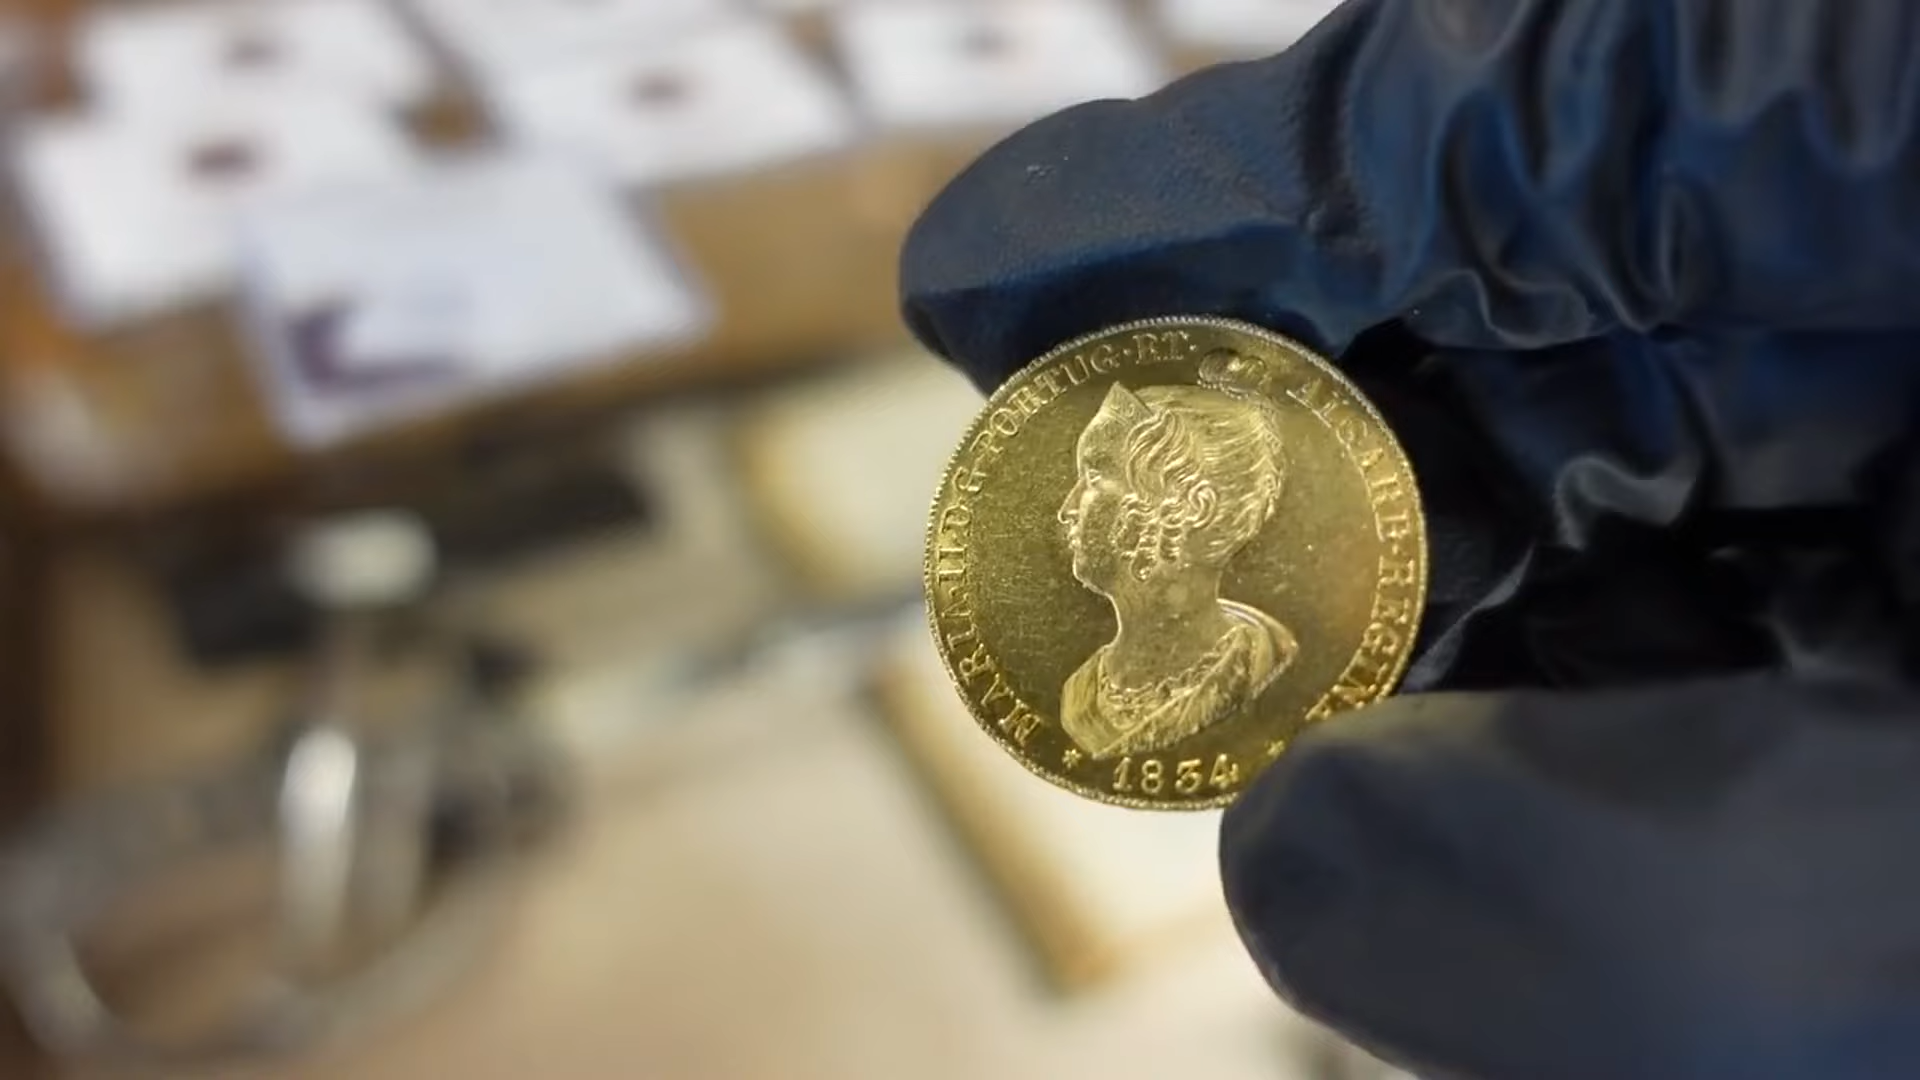 MARIA·II·D·G·PORTUG·ET· ALGARB·REGINA
* 1834 *